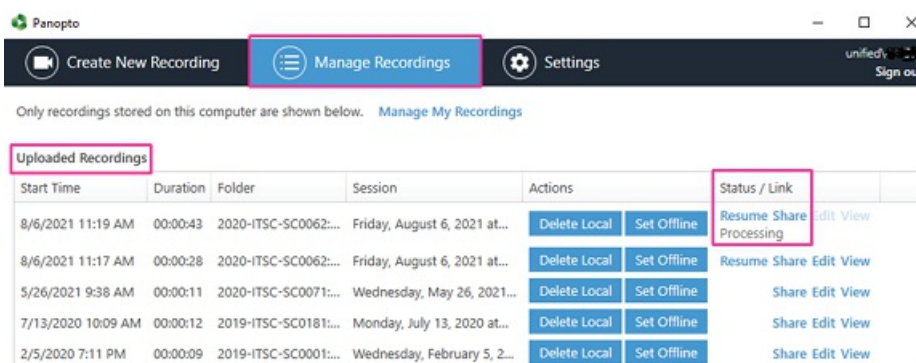 Panopto
Create New Recording Manage Recordings Settings unified\
Sign ou
Only recordings stored on this computer are shown below. Manage My Recordings
Uploaded Recordings
Start Time Duration Folder Session Actions Status / Link
8/6/2021 11:19 AM 00:00:43 2020-ITSC-SC0062:... Friday, August 6, 2021 at... Delete Local Set Offline Resume Share Edit View
Processing
8/6/2021 11:17 AM 00:00:28 2020-ITSC-SC0062:... Friday, August 6, 2021 at... Delete Local Set Offline Resume Share Edit View
5/26/2021 9:38 AM 00:00:11 2020-ITSC-SC0071:... Wednesday, May 26, 2021... Delete Local Set Offline Share Edit View
7/13/2020 10:09 AM 00:00:12 2019-ITSC-SC0181:... Monday, July 13, 2020 at... Delete Local Set Offline Share Edit View
2/5/2020 7:11 PM 00:00:09 2019-ITSC-SC0001:... Wednesday, February 5, 2... Delete Local Set Offline Share Edit View